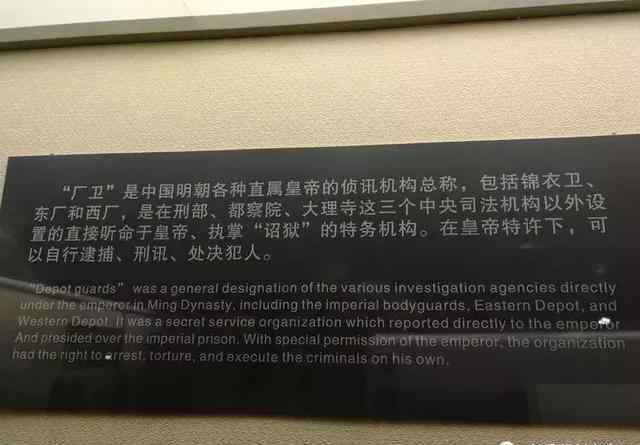 “厂卫”是中国明朝各种直属皇帝的侦讯机构总称，包括锦衣卫、
东厂和西厂，是在刑部、都察院、大理寺这三个中央司法机构以外设
置的直接听命于皇帝、执掌“诏狱”的特务机构。在皇帝特许下，可
以自行逮捕、刑讯、处决犯人。
“Depot guards” was a general designation of the various investigation agencies directly
under the emperor in Ming Dynasty, including the imperial bodyguards, Eastern Depot, and
Western Depot. It was a secret service organization which reported directly to the emperor
And presided over the imperial prison. With special permission of the emperor, the organization
had the right to arrest, torture, and execute the criminals on his own.